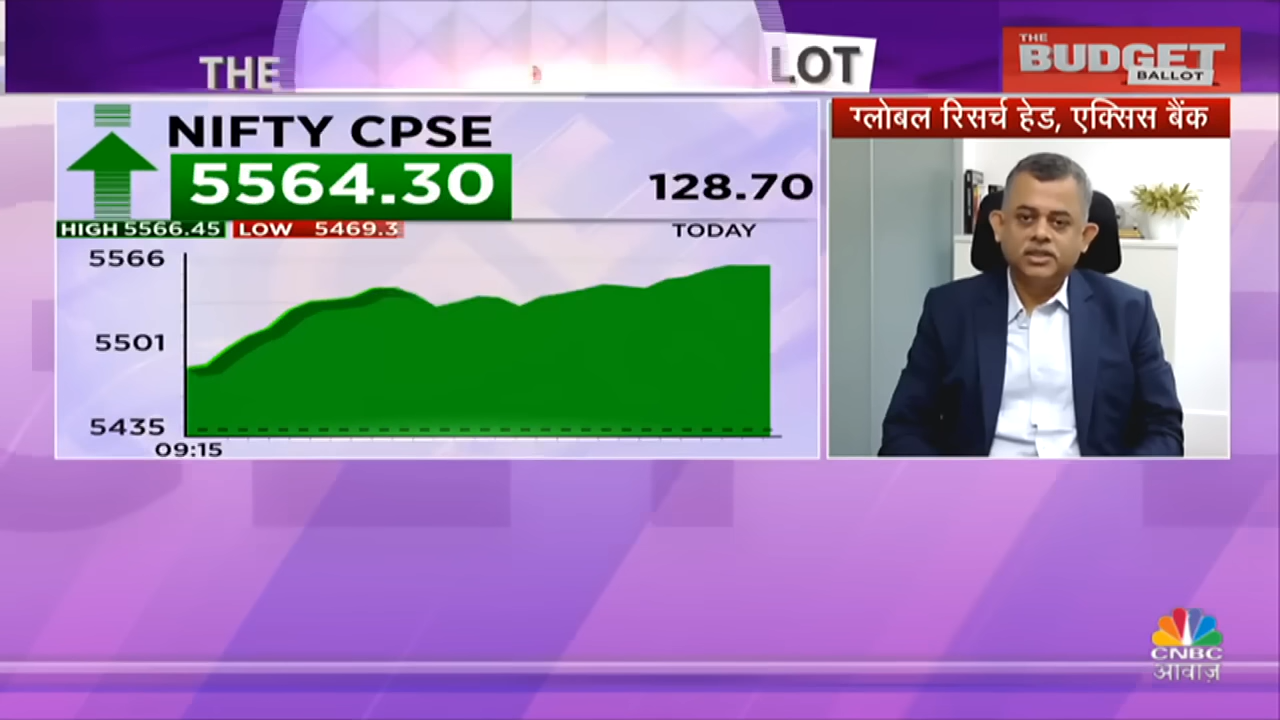 THE LOT
THE
BUDGET
BALLOT
NIFTY CPSE
5564.30
128.70
HIGH 5566.45 LOW 5469.3
TODAY
5566
5501
5435
09:15
ग्लोबल रिसर्च हेड, एक्सिस बैंक
CNBC
आवाज़